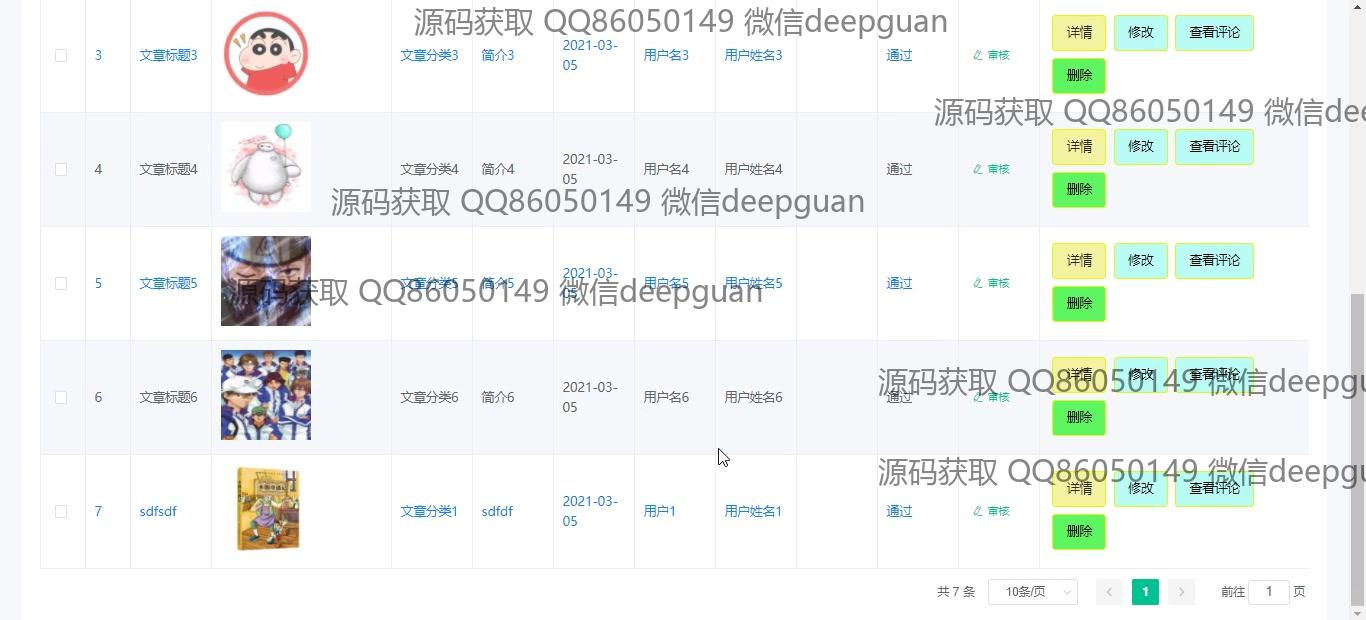 源码获取 QQ86050149 微信deepguan
3 文章标题3 文章分类3 简介3 2021-03-05 用户名3 用户姓名3 通过 审核 详情 修改 查看评论
删除
源码获取 QQ86050149 微信dee
4 文章标题4 文章分类4 简介4 2021-03-05 用户名4 用户姓名4 通过 审核 详情 修改 查看评论
删除
源码获取 QQ86050149 微信deepguan
5 文章标题5 文章分类5 简介5 2021-03-05 用户名5 用户姓名5 通过 审核 详情 修改 查看评论
删除
源码获取 QQ86050149 微信deepguan
6 文章标题6 文章分类6 简介6 2021-03-05 用户名6 用户姓名6 通过 审核 详情 修改 查看评论
删除
源码获取 QQ86050149 微信deepgu
7 sdfsdf 文章分类1 sdfdf 2021-03-05 用户1 用户姓名1 通过 审核 详情 修改 查看评论
删除
源码获取 QQ86050149 微信deepgu
共 7 条 10条/页 1 前往 1 页